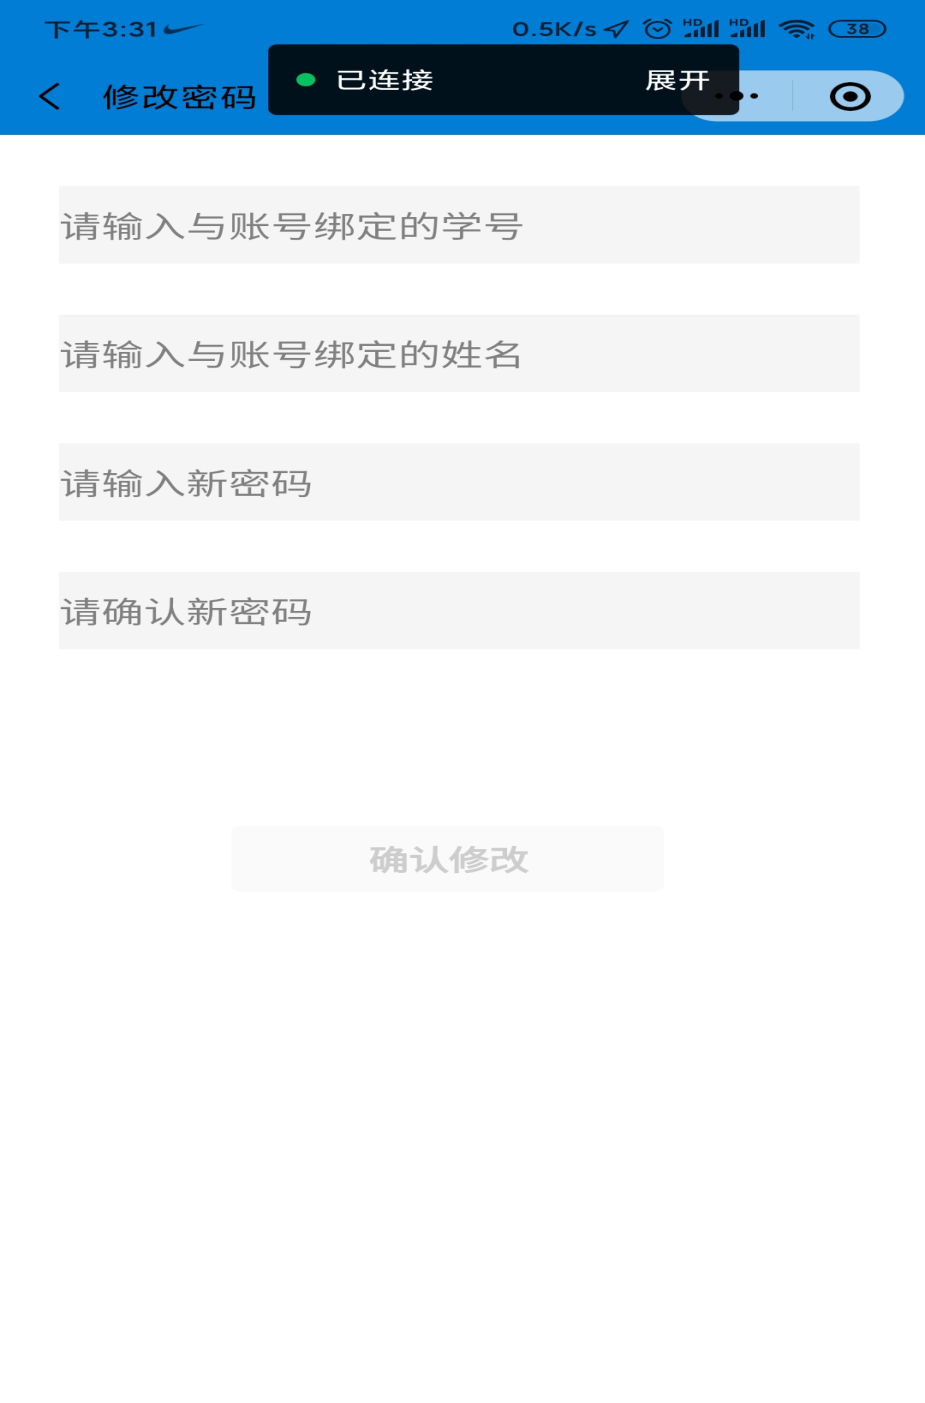 下午3:31 0.5K/s HD HD 38
修改密码 已连接 展开
请输入与账号绑定的学号
请输入与账号绑定的姓名
请输入新密码
请确认新密码
确认修改